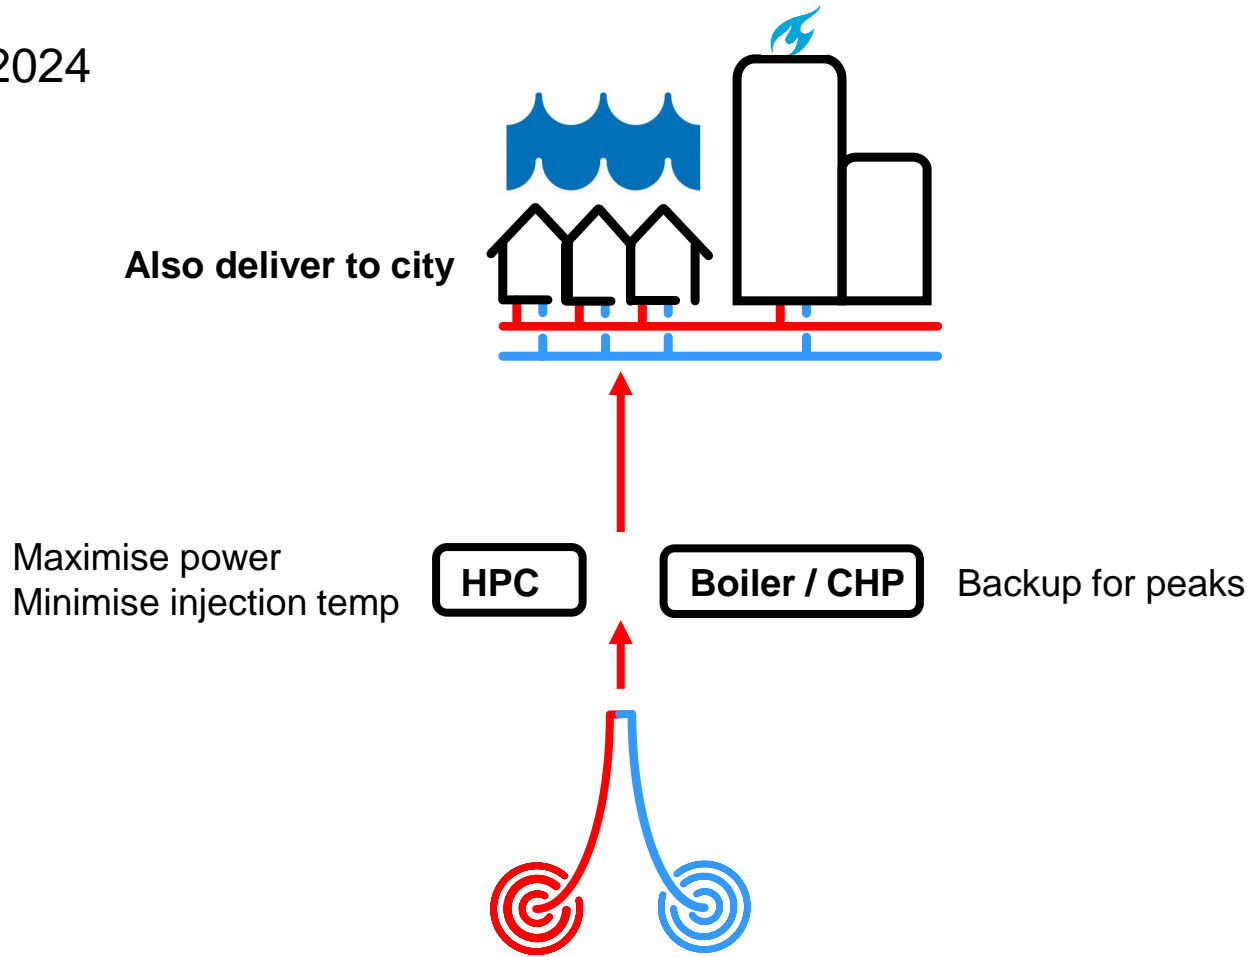 2024
Also deliver to city
Maximise power
Minimise injection temp
HPC
Boiler / CHP
Backup for peaks